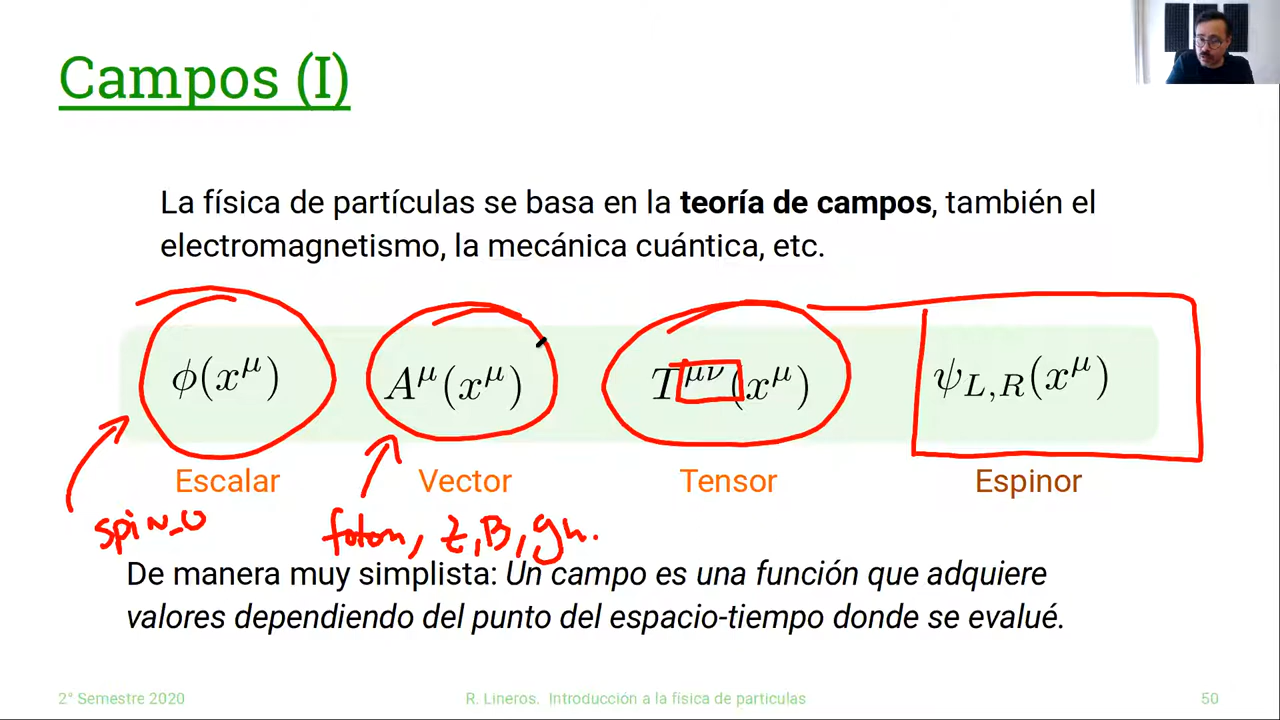 Campos (I)
La física de partículas se basa en la teoría de campos, también el
electromagnetismo, la mecánica cuántica, etc.
ϕ(x^μ) A^μ(x^μ) T^{μν}(x^μ) ψ_{L,R}(x^μ)
Escalar Vector Tensor Espinor
spin_0 foton, Z, B, gh.
De manera muy simplista: Un campo es una función que adquiere
valores dependiendo del punto del espacio-tiempo donde se evalué.
2° Semestre 2020 R. Lineros. Introducción a la física de particulas 50